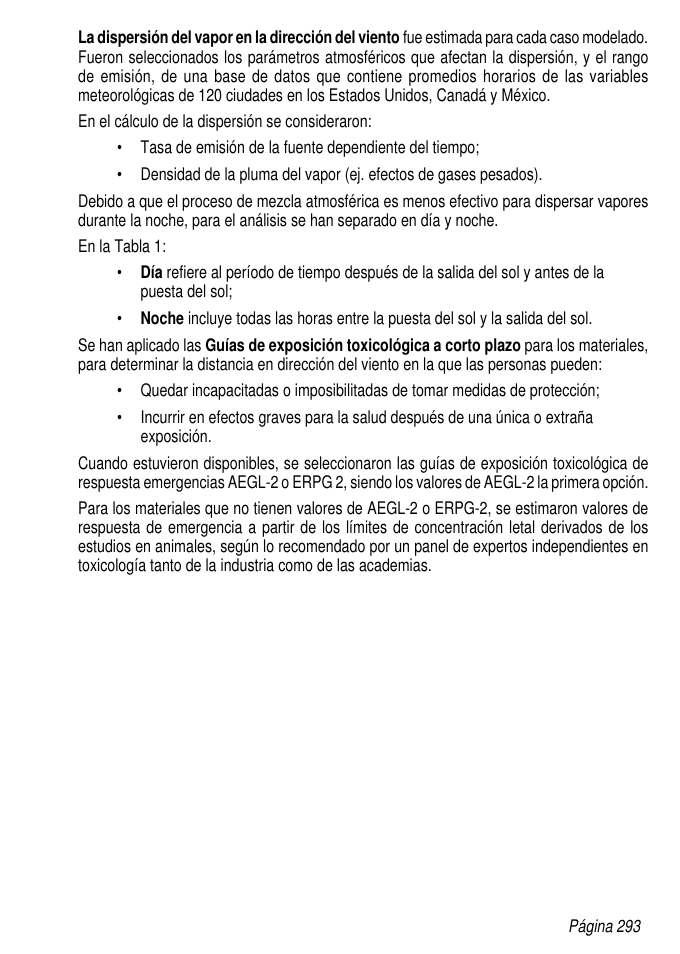 La dispersión del vapor en la dirección del viento fue estimada para cada caso modelado.
Fueron seleccionados los parámetros atmosféricos que afectan la dispersión, y el rango
de emisión, de una base de datos que contiene promedios horarios de las variables
meteorológicas de 120 ciudades en los Estados Unidos, Canadá y México.
En el cálculo de la dispersión se consideraron:
• Tasa de emisión de la fuente dependiente del tiempo;
• Densidad de la pluma del vapor (ej. efectos de gases pesados).
Debido a que el proceso de mezcla atmosférica es menos efectivo para dispersar vapores
durante la noche, para el análisis se han separado en día y noche.
En la Tabla 1:
• Día refiere al período de tiempo después de la salida del sol y antes de la
puesta del sol;
• Noche incluye todas las horas entre la puesta del sol y la salida del sol.
Se han aplicado las Guías de exposición toxicológica a corto plazo para los materiales,
para determinar la distancia en dirección del viento en la que las personas pueden:
• Quedar incapacitadas o imposibilitadas de tomar medidas de protección;
• Incurrir en efectos graves para la salud después de una única o extraña
exposición.
Cuando estuvieron disponibles, se seleccionaron las guías de exposición toxicológica de
respuesta emergencias AEGL-2 o ERPG 2, siendo los valores de AEGL-2 la primera opción.
Para los materiales que no tienen valores de AEGL-2 o ERPG-2, se estimaron valores de
respuesta de emergencia a partir de los límites de concentración letal derivados de los
estudios en animales, según lo recomendado por un panel de expertos independientes en
toxicología tanto de la industria como de las academias.
Página 293